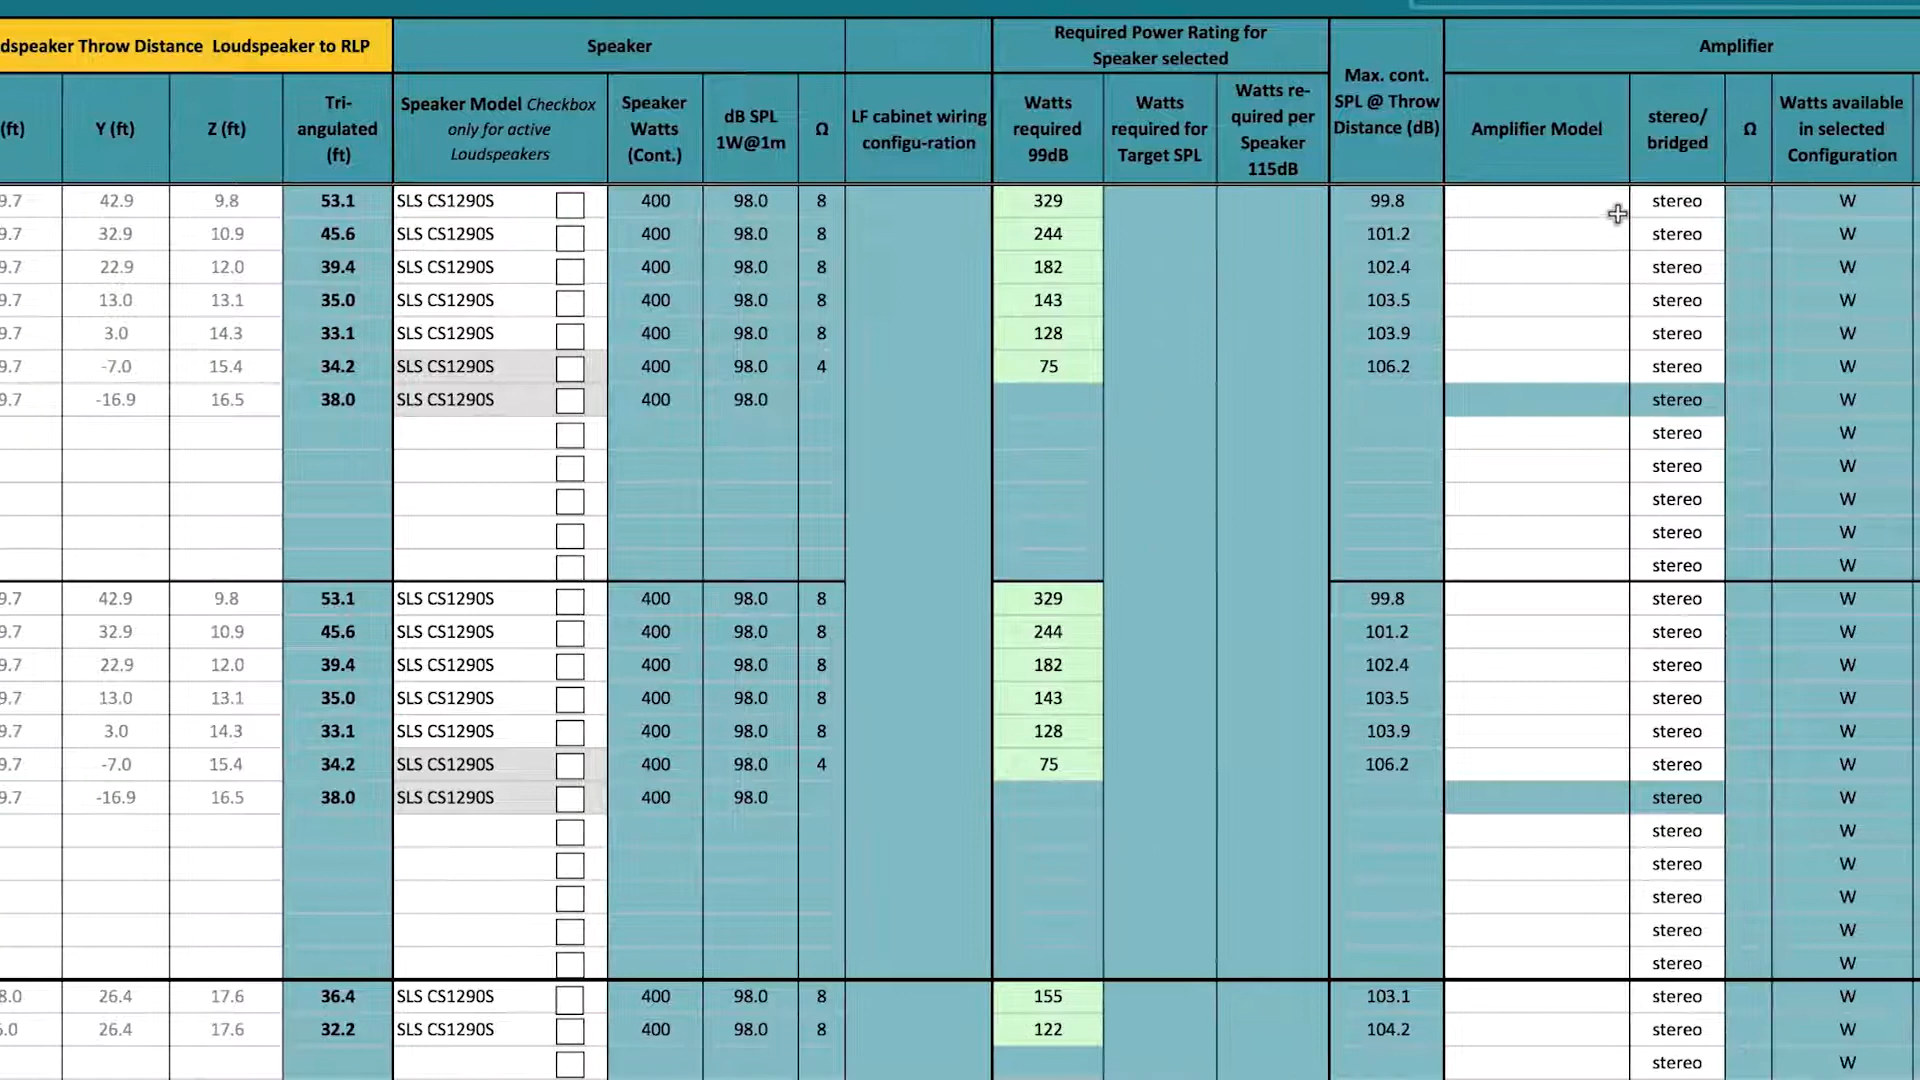 dspeaker Throw Distance Loudspeaker to RLP Speaker Required Power Rating for Speaker selected Amplifier
(ft) Y (ft) Z (ft) Tri-angulated (ft) Speaker Model Checkbox only for active Loudspeakers Speaker Watts (Cont.) dB SPL 1W@1m Ω LF cabinet wiring configu-ration Watts required 99dB Watts required for Target SPL Watts re-quired per Speaker 115dB Max. cont. SPL @ Throw Distance (dB) Amplifier Model stereo/ bridged Ω Watts available in selected Configuration
9.7 42.9 9.8 53.1 SLS CS1290S 400 98.0 8 329 99.8 stereo W
9.7 32.9 10.9 45.6 SLS CS1290S 400 98.0 8 244 101.2 stereo W
9.7 22.9 12.0 39.4 SLS CS1290S 400 98.0 8 182 102.4 stereo W
9.7 13.0 13.1 35.0 SLS CS1290S 400 98.0 8 143 103.5 stereo W
9.7 3.0 14.3 33.1 SLS CS1290S 400 98.0 8 128 103.9 stereo W
9.7 -7.0 15.4 34.2 SLS CS1290S 400 98.0 4 75 106.2 stereo W
9.7 -16.9 16.5 38.0 SLS CS1290S 400 98.0 stereo W
stereo W
stereo W
stereo W
stereo W
stereo W
9.7 42.9 9.8 53.1 SLS CS1290S 400 98.0 8 329 99.8 stereo W
9.7 32.9 10.9 45.6 SLS CS1290S 400 98.0 8 244 101.2 stereo W
9.7 22.9 12.0 39.4 SLS CS1290S 400 98.0 8 182 102.4 stereo W
9.7 13.0 13.1 35.0 SLS CS1290S 400 98.0 8 143 103.5 stereo W
9.7 3.0 14.3 33.1 SLS CS1290S 400 98.0 8 128 103.9 stereo W
9.7 -7.0 15.4 34.2 SLS CS1290S 400 98.0 4 75 106.2 stereo W
9.7 -16.9 16.5 38.0 SLS CS1290S 400 98.0 stereo W
stereo W
stereo W
stereo W
stereo W
stereo W
8.0 26.4 17.6 36.4 SLS CS1290S 400 98.0 8 155 103.1 stereo W
.0 26.4 17.6 32.2 SLS CS1290S 400 98.0 8 122 104.2 stereo W
stereo W